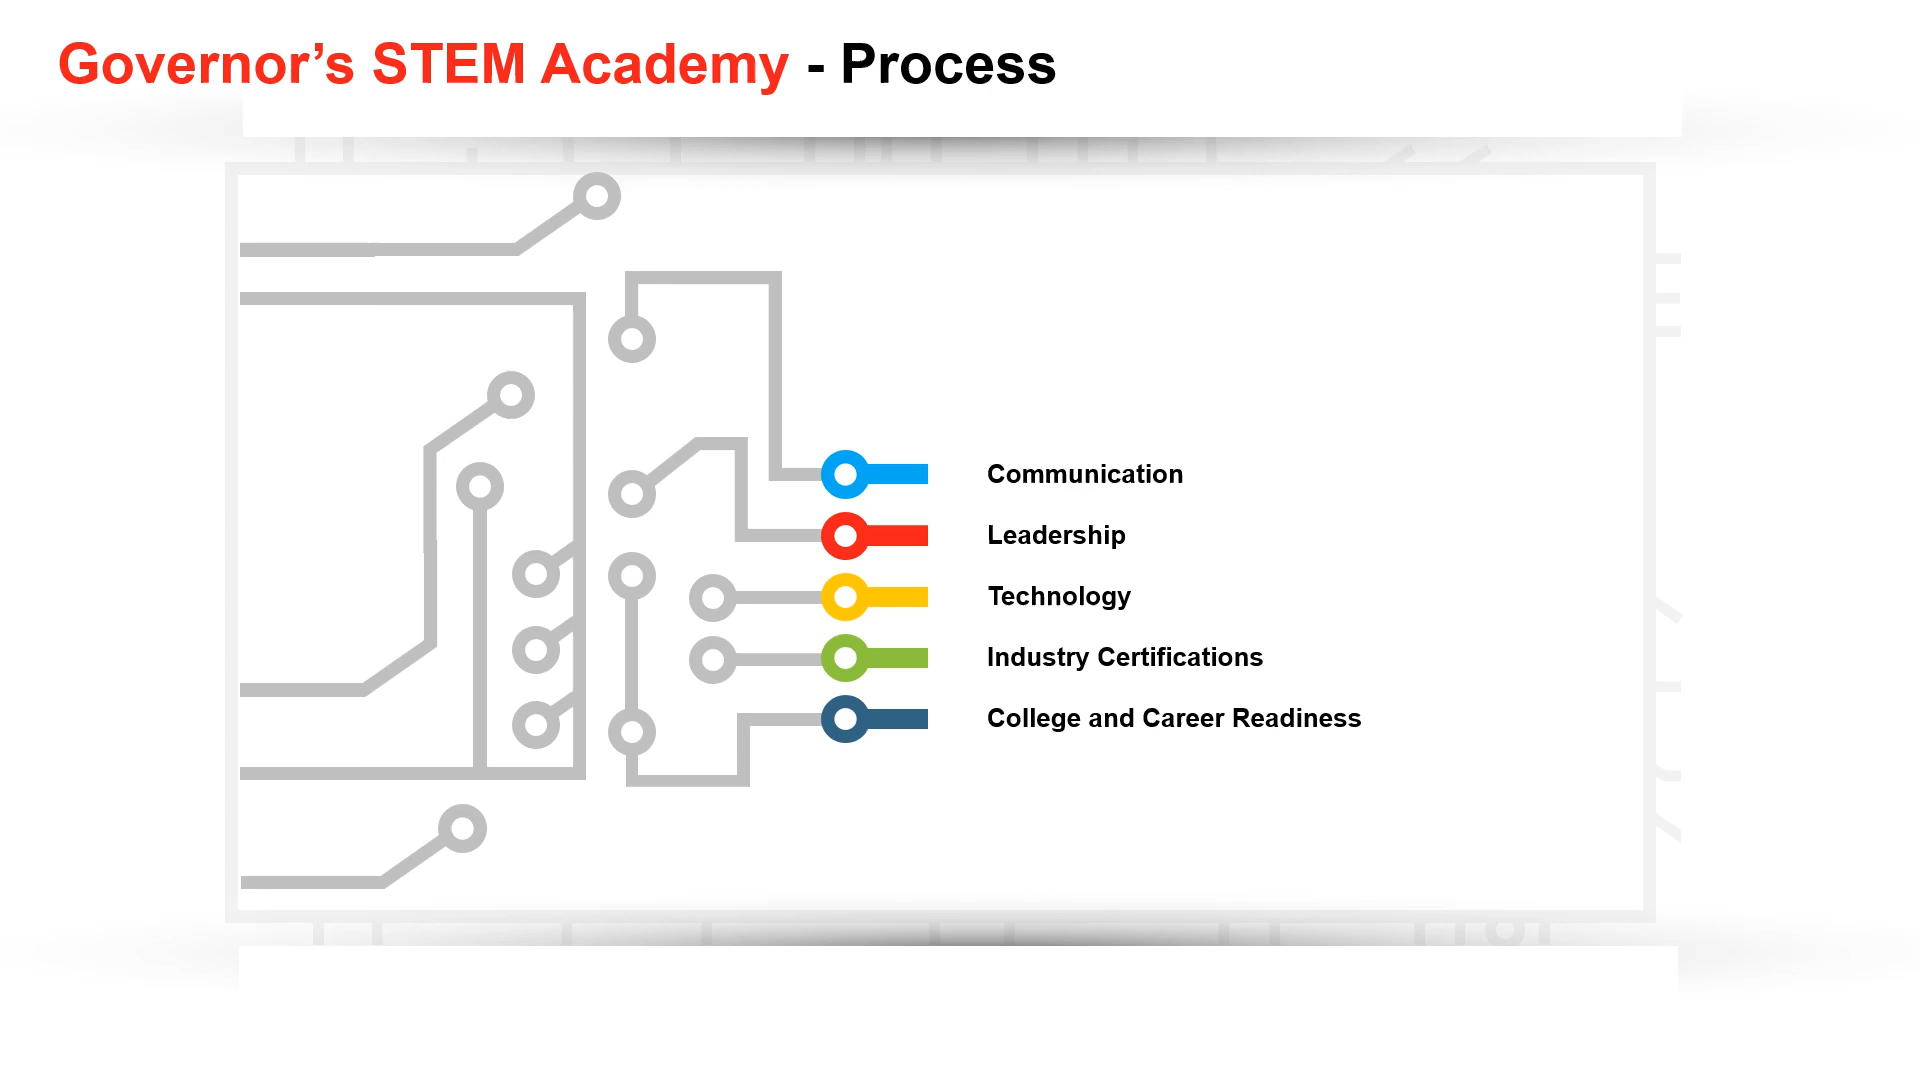 Governor’s STEM Academy - Process
Communication
Leadership
Technology
Industry Certifications
College and Career Readiness